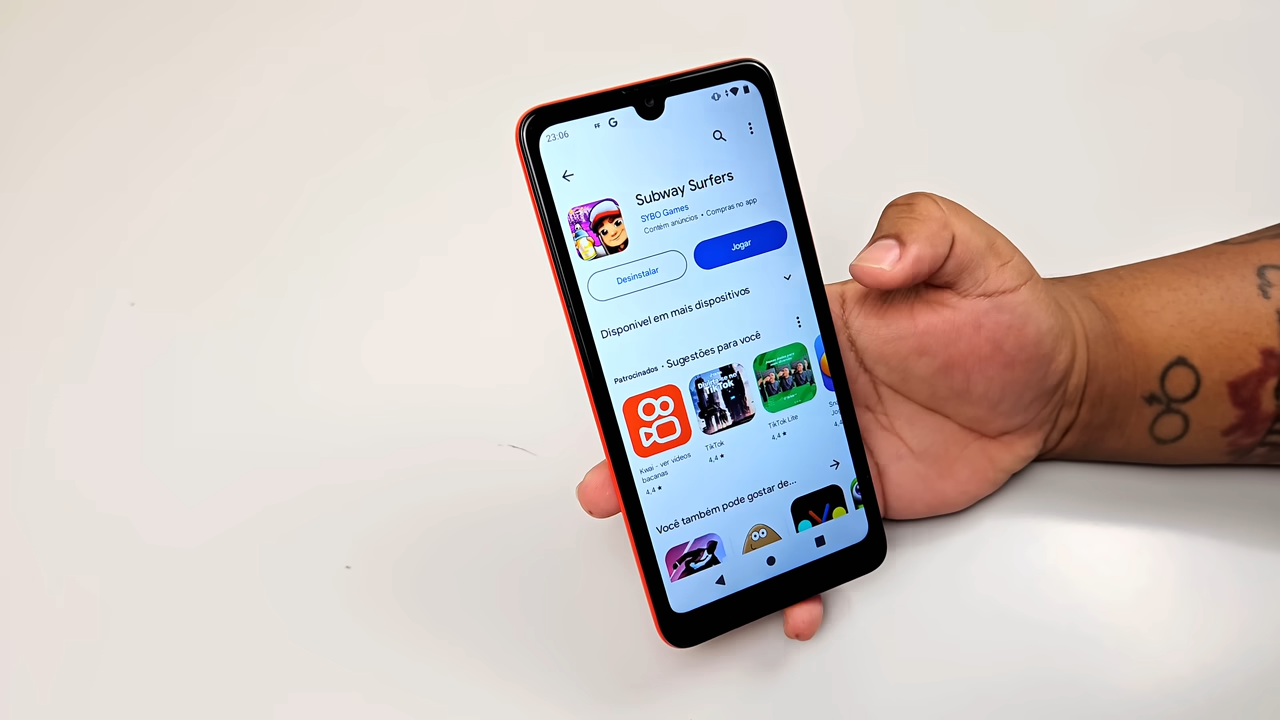 23:06
Subway Surfers
SYBO Games
Contém anúncios • Compras no app
Desinstalar
Jogar
Disponível em mais dispositivos
Patrocinados • Sugestões para você
TikTok
Kwai - ver vídeos
bacanas
4,4 ★
TikTok
4,4 ★
TikTok Lite
4,4 ★
Você também pode gostar de...